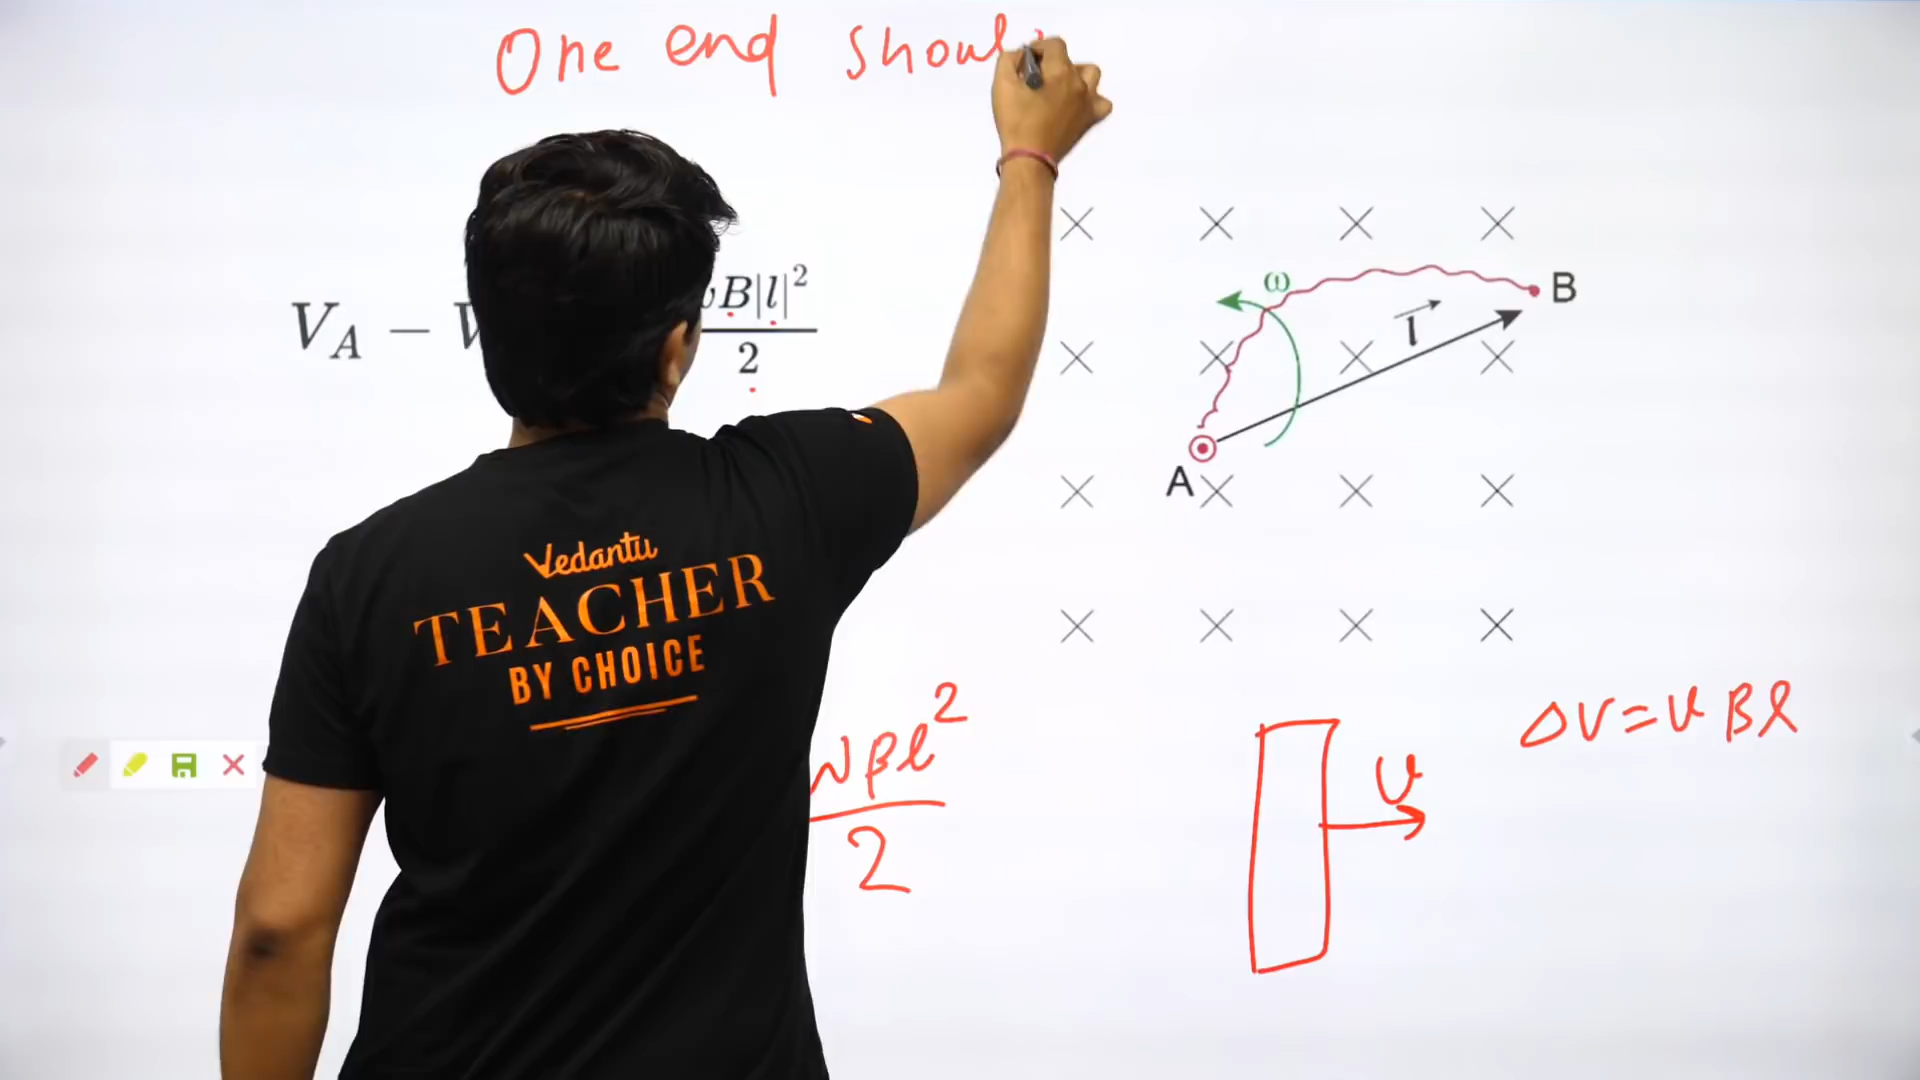 One end shoul
V_A − V
B|l|²
2
ω
B
l
A
Vedantu
TEACHER
BY CHOICE
ωBl²
2
v
ΔV = vBl